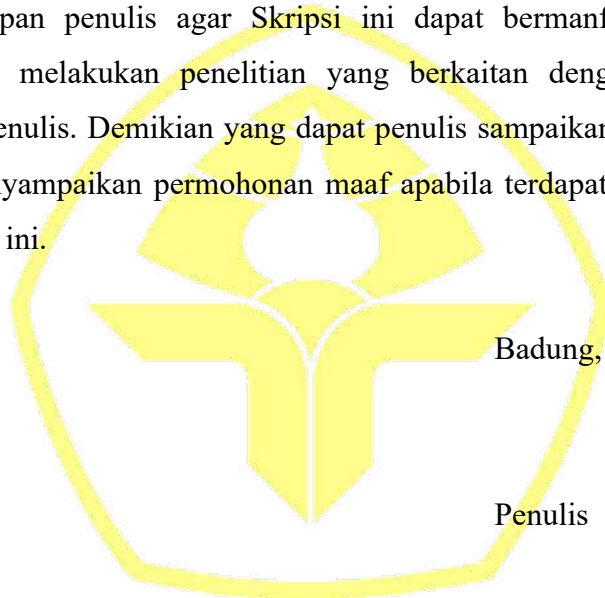 pan penulis agar Skripsi ini dapat bermanf
melakukan penelitian yang berkaitan deng
enulis. Demikian yang dapat penulis sampaikan
nyampaikan permohonan maaf apabila terdapat
ini.
Badung,
Penulis